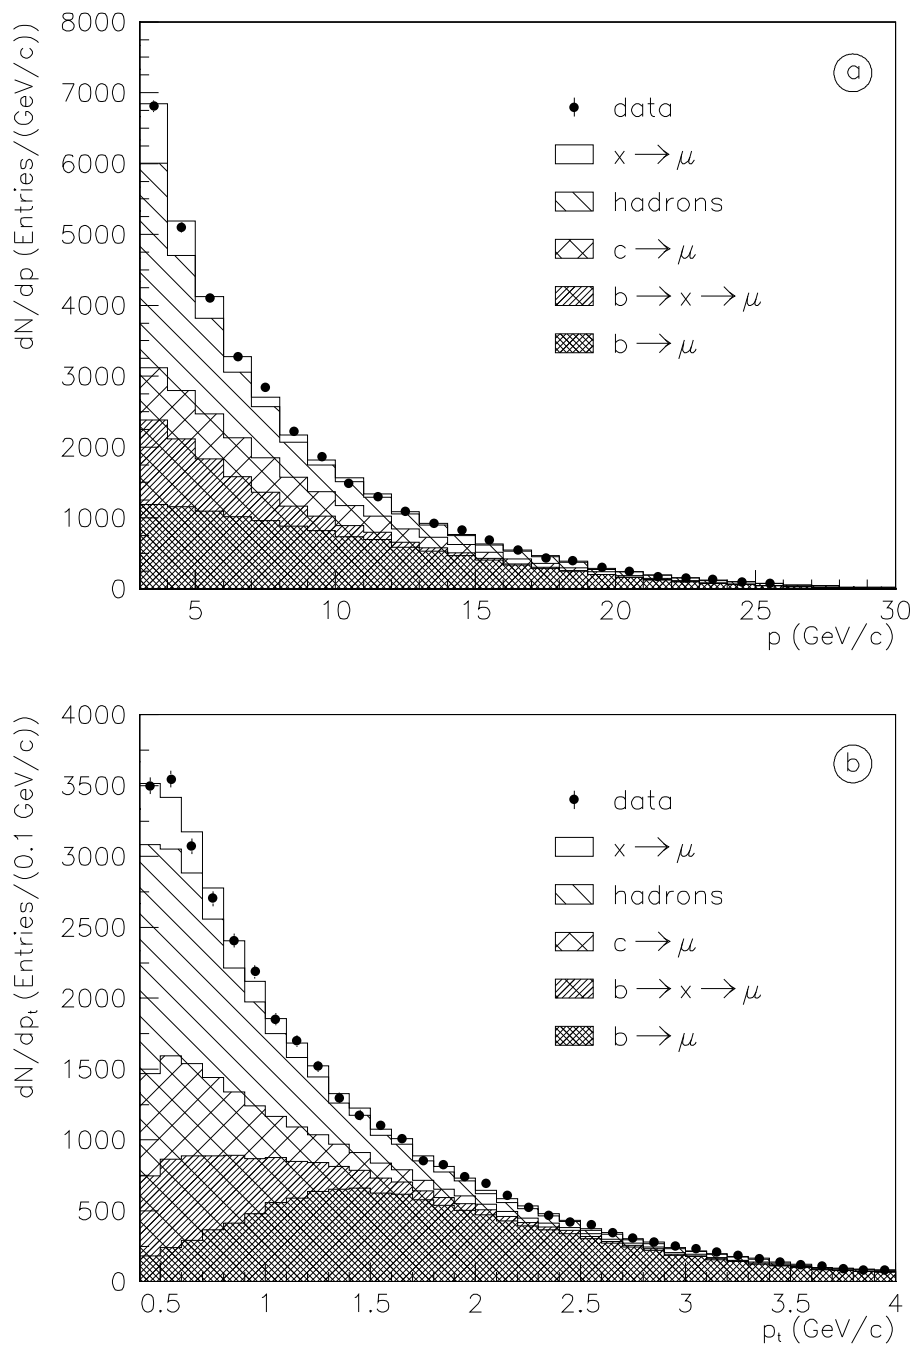 dN/dp (Entries/(GeV/c))
8000
7000
6000
5000
4000
3000
2000
1000
0
a
data
x → μ
hadrons
c → μ
b → x → μ
b → μ
5 10 15 20 25 30
p (GeV/c)
dN/dpt (Entries/(0.1 GeV/c))
4000
3500
3000
2500
2000
1500
1000
500
0
b
data
x → μ
hadrons
c → μ
b → x → μ
b → μ
0.5 1 1.5 2 2.5 3 3.5 4
pt (GeV/c)